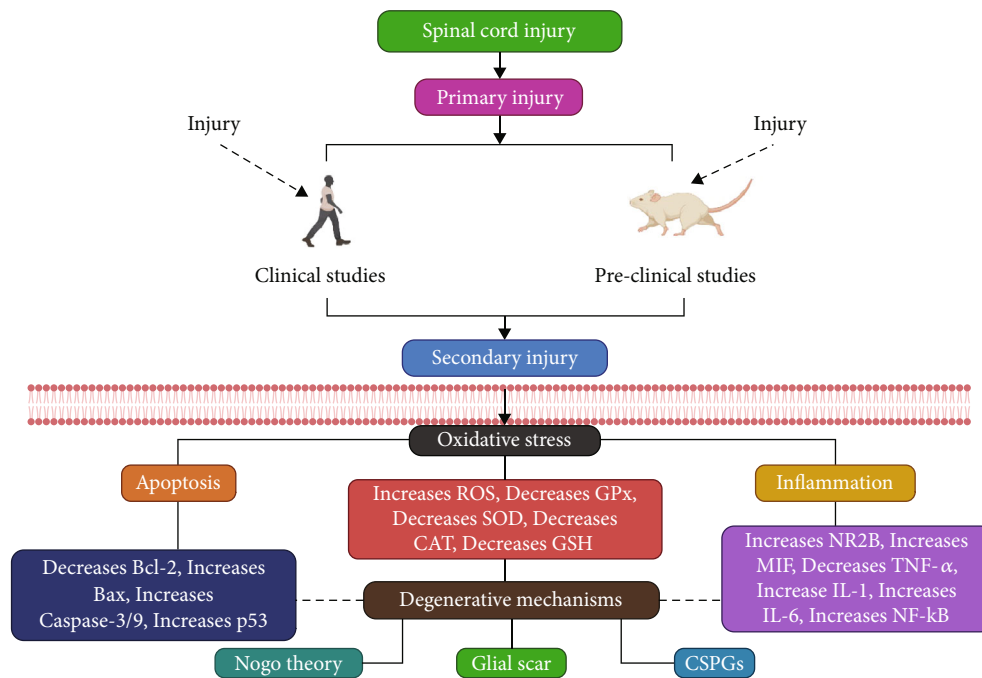 Spinal cord injury
Primary injury
Injury
Injury
Clinical studies
Pre-clinical studies
Secondary injury
Oxidative stress
Apoptosis
Increases ROS, Decreases GPx,
Decreases SOD, Decreases
CAT, Decreases GSH
Inflammation
Decreases Bcl-2, Increases
Bax, Increases
Caspase-3/9, Increases p53
Increases NR2B, Increases
MIF, Decreases TNF-α,
Increase IL-1, Increases
IL-6, Increases NF-kB
Degenerative mechanisms
Nogo theory
Glial scar
CSPGs